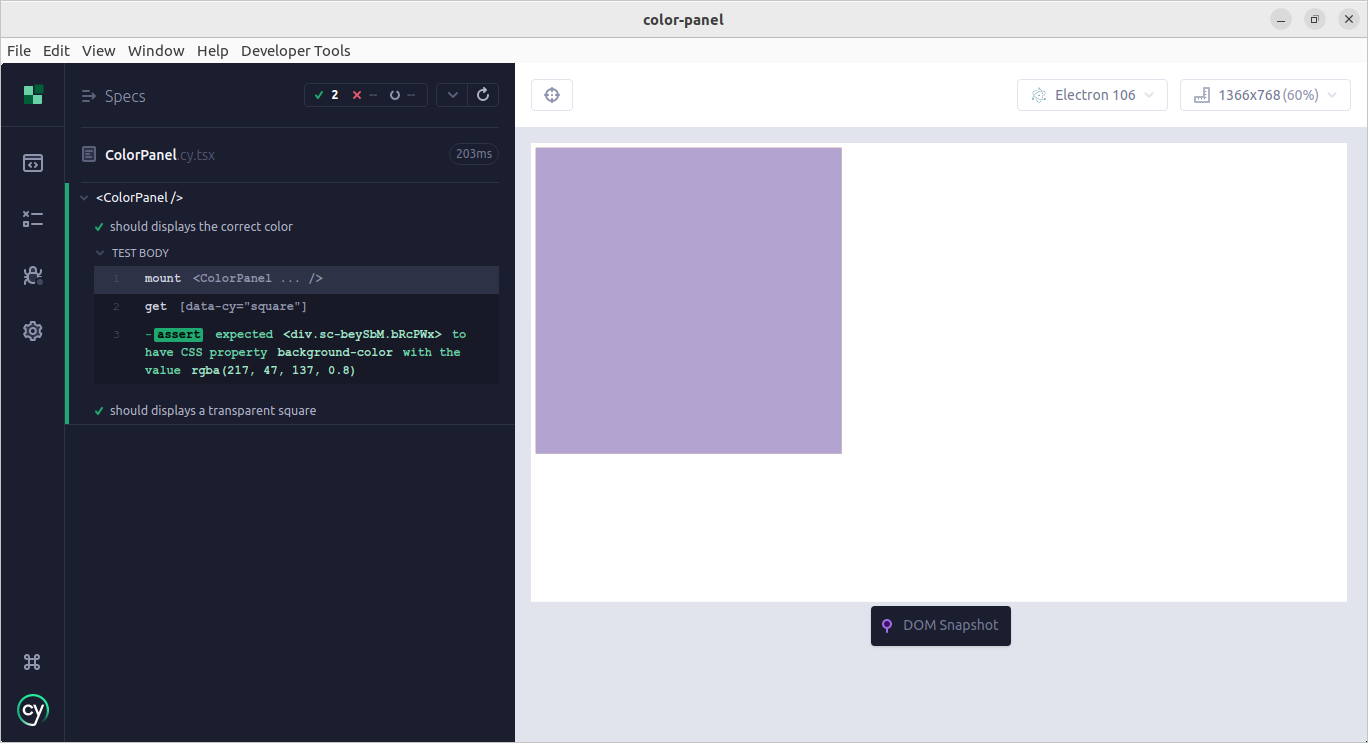 color-panel
File Edit View Window Help Developer Tools
Specs
2 -- --
Electron 106
1366x768 (60%)
ColorPanel.cy.tsx
203ms
<ColorPanel />
should displays the correct color
TEST BODY
1 mount <ColorPanel ... />
2 get [data-cy="square"]
3 -assert expected <div.sc-beySbM.bRcPWx> to
have CSS property background-color with the
value rgba(217, 47, 137, 0.8)
should displays a transparent square
DOM Snapshot
cy